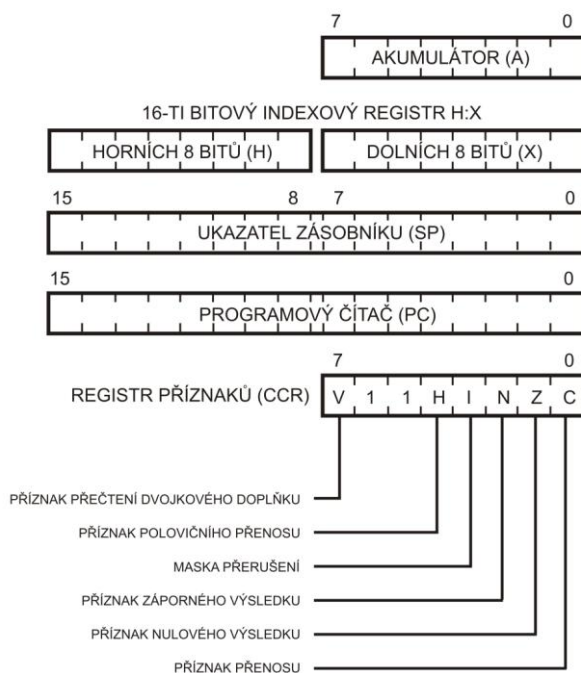 7 0
AKUMULÁTOR (A)
16-TI BITOVÝ INDEXOVÝ REGISTR H:X
HORNÍCH 8 BITŮ (H) DOLNÍCH 8 BITŮ (X)
15 8 7 0
UKAZATEL ZÁSOBNÍKU (SP)
15 0
PROGRAMOVÝ ČÍTAČ (PC)
7 0
REGISTR PŘÍZNAKŮ (CCR) V 1 1 H I N Z C
PŘÍZNAK PŘEČTENÍ DVOJKOVÉHO DOPLŇKU
PŘÍZNAK POLOVIČNÍHO PŘENOSU
MASKA PŘERUŠENÍ
PŘÍZNAK ZÁPORNÉHO VÝSLEDKU
PŘÍZNAK NULOVÉHO VÝSLEDKU
PŘÍZNAK PŘENOSU